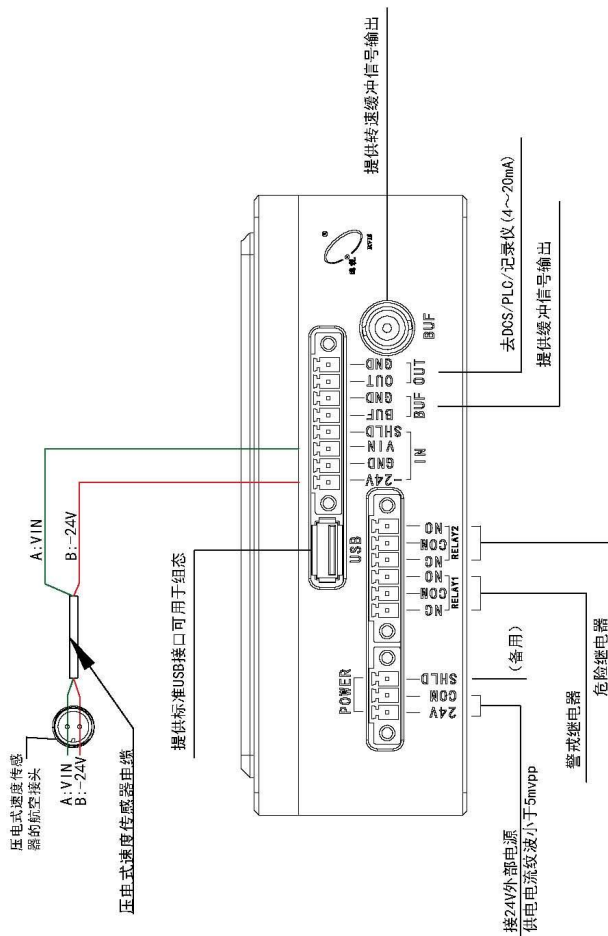 压电式速度传感
器的航空接头
A:VIN
B:-24V
压电式速度传感器电缆
A:VIN
B:-24V
提供标准USB接口可用于组态
提供转速缓冲信号输出
去DCS/PLC/记录仪(4~20mA)
提供缓冲信号输出
USB
-24V
GND
VIN
SHLD
BUF
GND
OUT
GND
IN
BUF
OUT
BUF
POWER
24V
COM
SHLD
NC
COM
NO
NC
COM
NO
RELAY1
RELAY2
接24V外部电源
供电电流纹波小于5mvpp
(备用)
警戒继电器
危险继电器